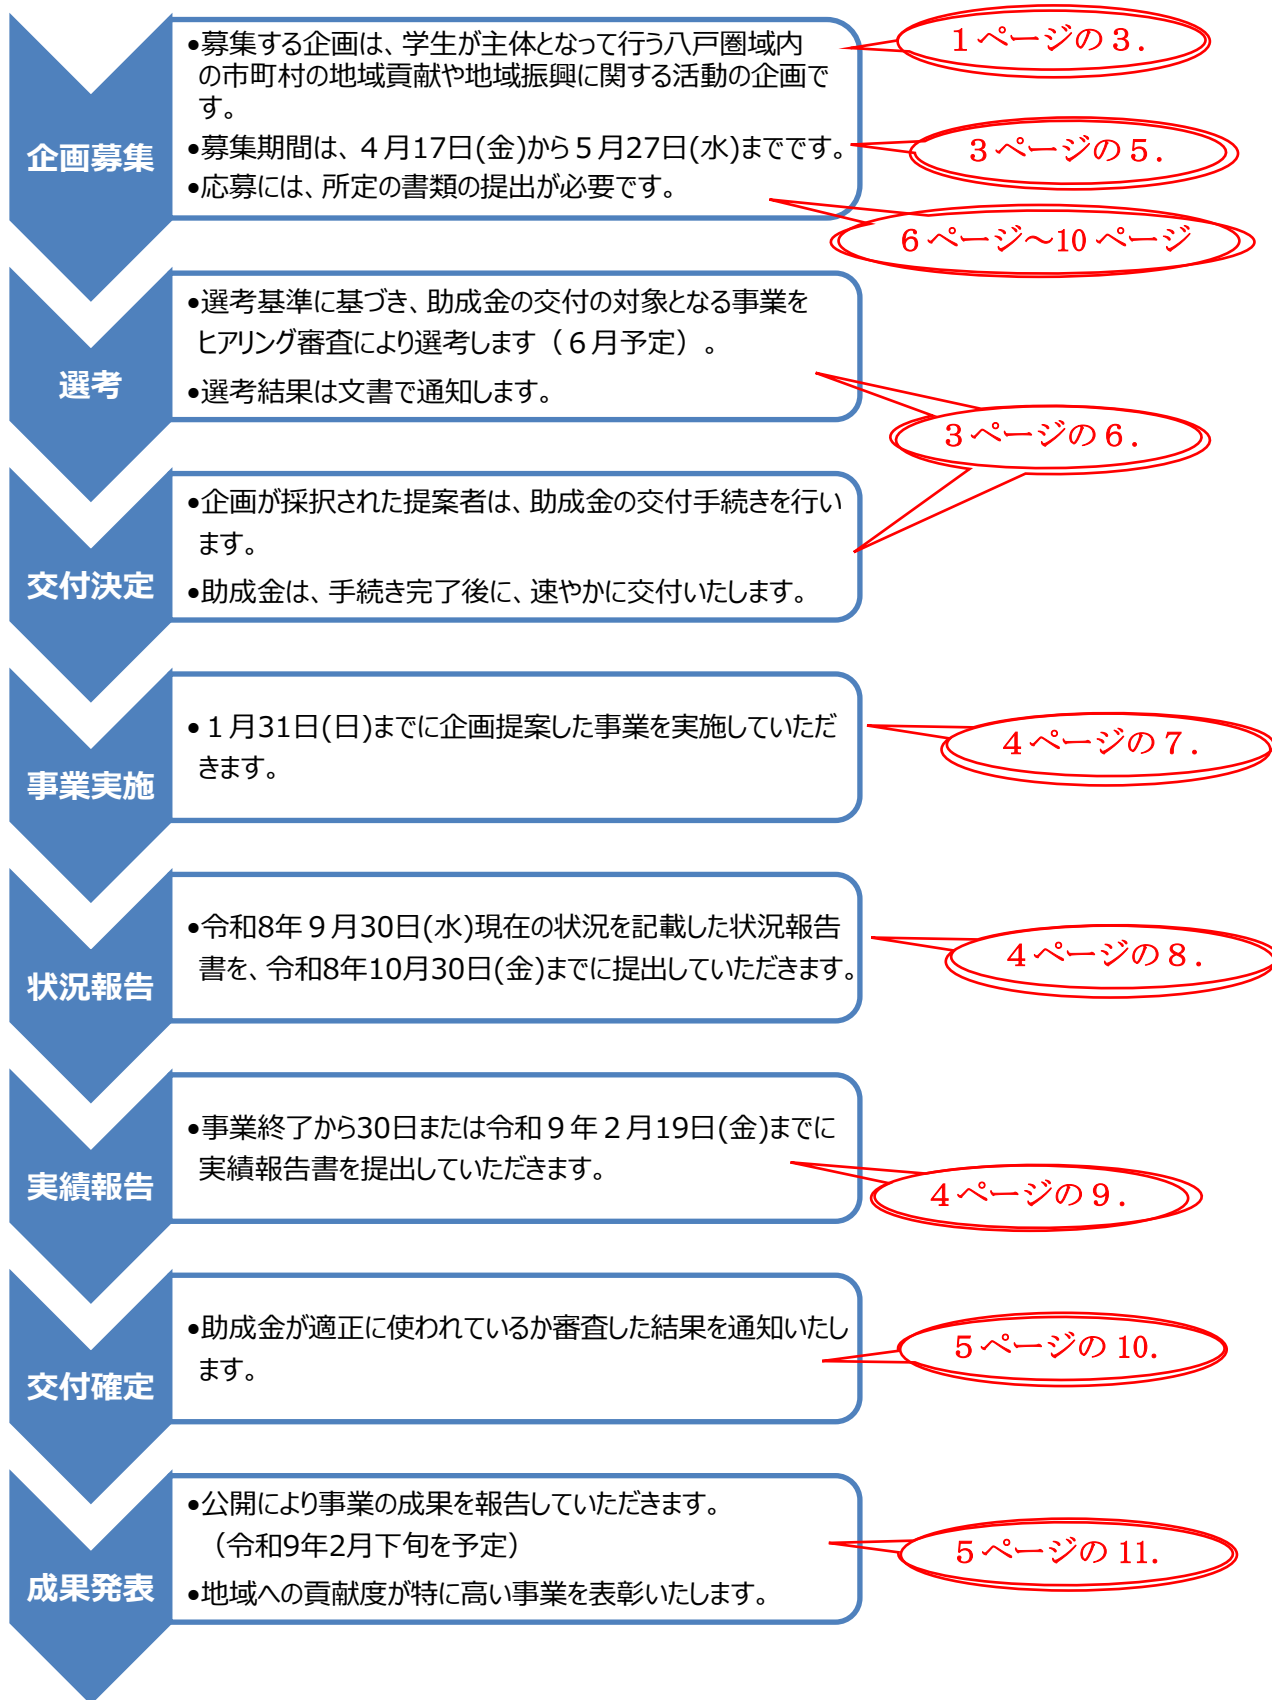 企画募集
•募集する企画は、学生が主体となって行う八戸圏域内
の市町村の地域貢献や地域振興に関する活動の企画で
す。
•募集期間は、４月17日(金)から５月27日(水)までです。
•応募には、所定の書類の提出が必要です。
１ページの３．
３ページの５．
６ページ～10 ページ
選考
•選考基準に基づき、助成金の交付の対象となる事業を
ヒアリング審査により選考します（６月予定）。
•選考結果は文書で通知します。
３ページの６．
交付決定
•企画が採択された提案者は、助成金の交付手続きを行い
ます。
•助成金は、手続き完了後に、速やかに交付いたします。
事業実施
•１月31日(日)までに企画提案した事業を実施していただ
きます。
４ページの７．
状況報告
•令和8年９月30日(水)現在の状況を記載した状況報告
書を、令和8年10月30日(金)までに提出していただきます。
４ページの８．
実績報告
•事業終了から30日または令和９年２月19日(金)までに
実績報告書を提出していただきます。
４ページの９．
交付確定
•助成金が適正に使われているか審査した結果を通知いたし
ます。
５ページの 10．
成果発表
•公開により事業の成果を報告していただきます。
（令和9年2月下旬を予定）
•地域への貢献度が特に高い事業を表彰いたします。
５ページの 11．